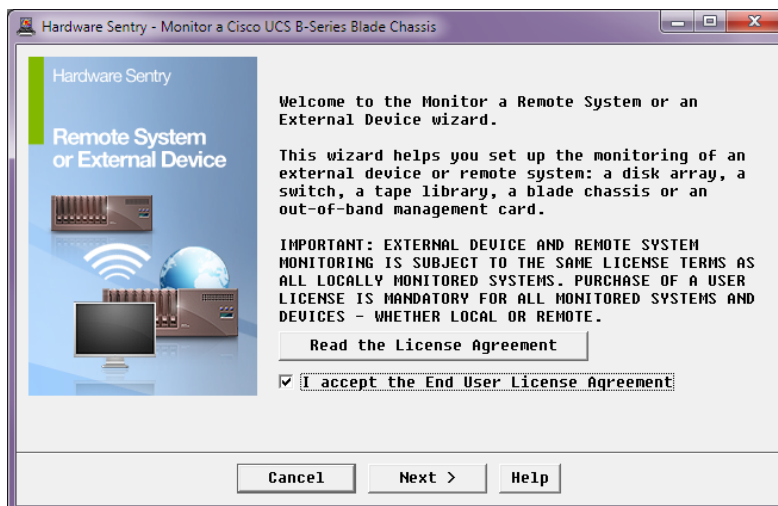 Hardware Sentry - Monitor a Cisco UCS B-Series Blade Chassis
Hardware Sentry
Remote System
or External Device
Welcome to the Monitor a Remote System or an
External Device wizard.
This wizard helps you set up the monitoring of an
external device or remote system: a disk array, a
switch, a tape library, a blade chassis or an
out-of-band management card.
IMPORTANT: EXTERNAL DEVICE AND REMOTE SYSTEM
MONITORING IS SUBJECT TO THE SAME LICENSE TERMS AS
ALL LOCALLY MONITORED SYSTEMS. PURCHASE OF A USER
LICENSE IS MANDATORY FOR ALL MONITORED SYSTEMS AND
DEVICES - WHETHER LOCAL OR REMOTE.
Read the License Agreement
I accept the End User License Agreement
Cancel
Next >
Help